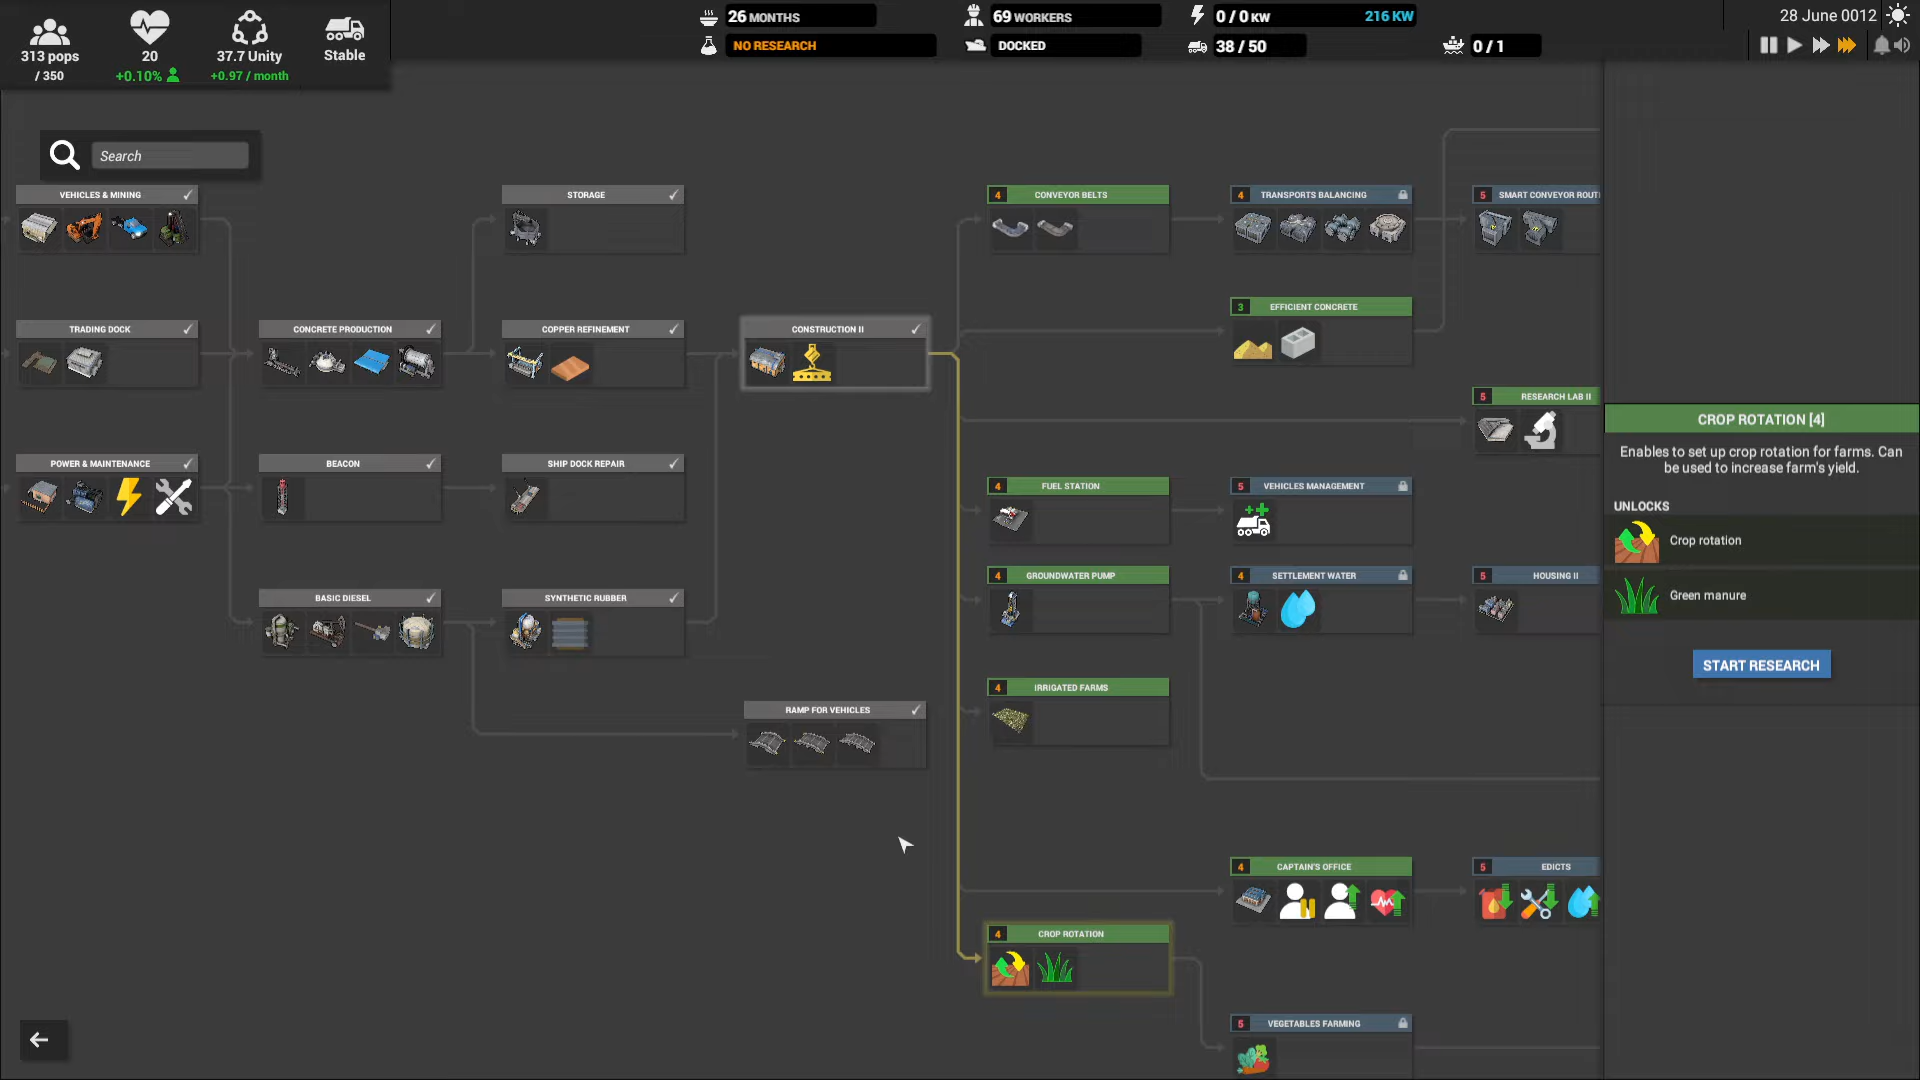 313 pops
/ 350
20
+0.10%
37.7 Unity
+0.97 / month
Stable
26 MONTHS
NO RESEARCH
69 WORKERS
DOCKED
0 / 0 KW
216 KW
38 / 50
0 / 1
28 June 0012
Search
VEHICLES & MINING
STORAGE
4 CONVEYOR BELTS
4 TRANSPORTS BALANCING
5 SMART CONVEYOR ROUT
3 EFFICIENT CONCRETE
TRADING DOCK
CONCRETE PRODUCTION
COPPER REFINEMENT
CONSTRUCTION II
5 RESEARCH LAB II
POWER & MAINTENANCE
BEACON
SHIP DOCK REPAIR
4 FUEL STATION
5 VEHICLES MANAGEMENT
4 GROUNDWATER PUMP
4 SETTLEMENT WATER
5 HOUSING II
BASIC DIESEL
SYNTHETIC RUBBER
4 IRRIGATED FARMS
RAMP FOR VEHICLES
4 CAPTAIN'S OFFICE
5 EDICTS
4 CROP ROTATION
5 VEGETABLES FARMING
CROP ROTATION [4]
Enables to set up crop rotation for farms. Can
be used to increase farm's yield.
UNLOCKS
Crop rotation
Green manure
START RESEARCH